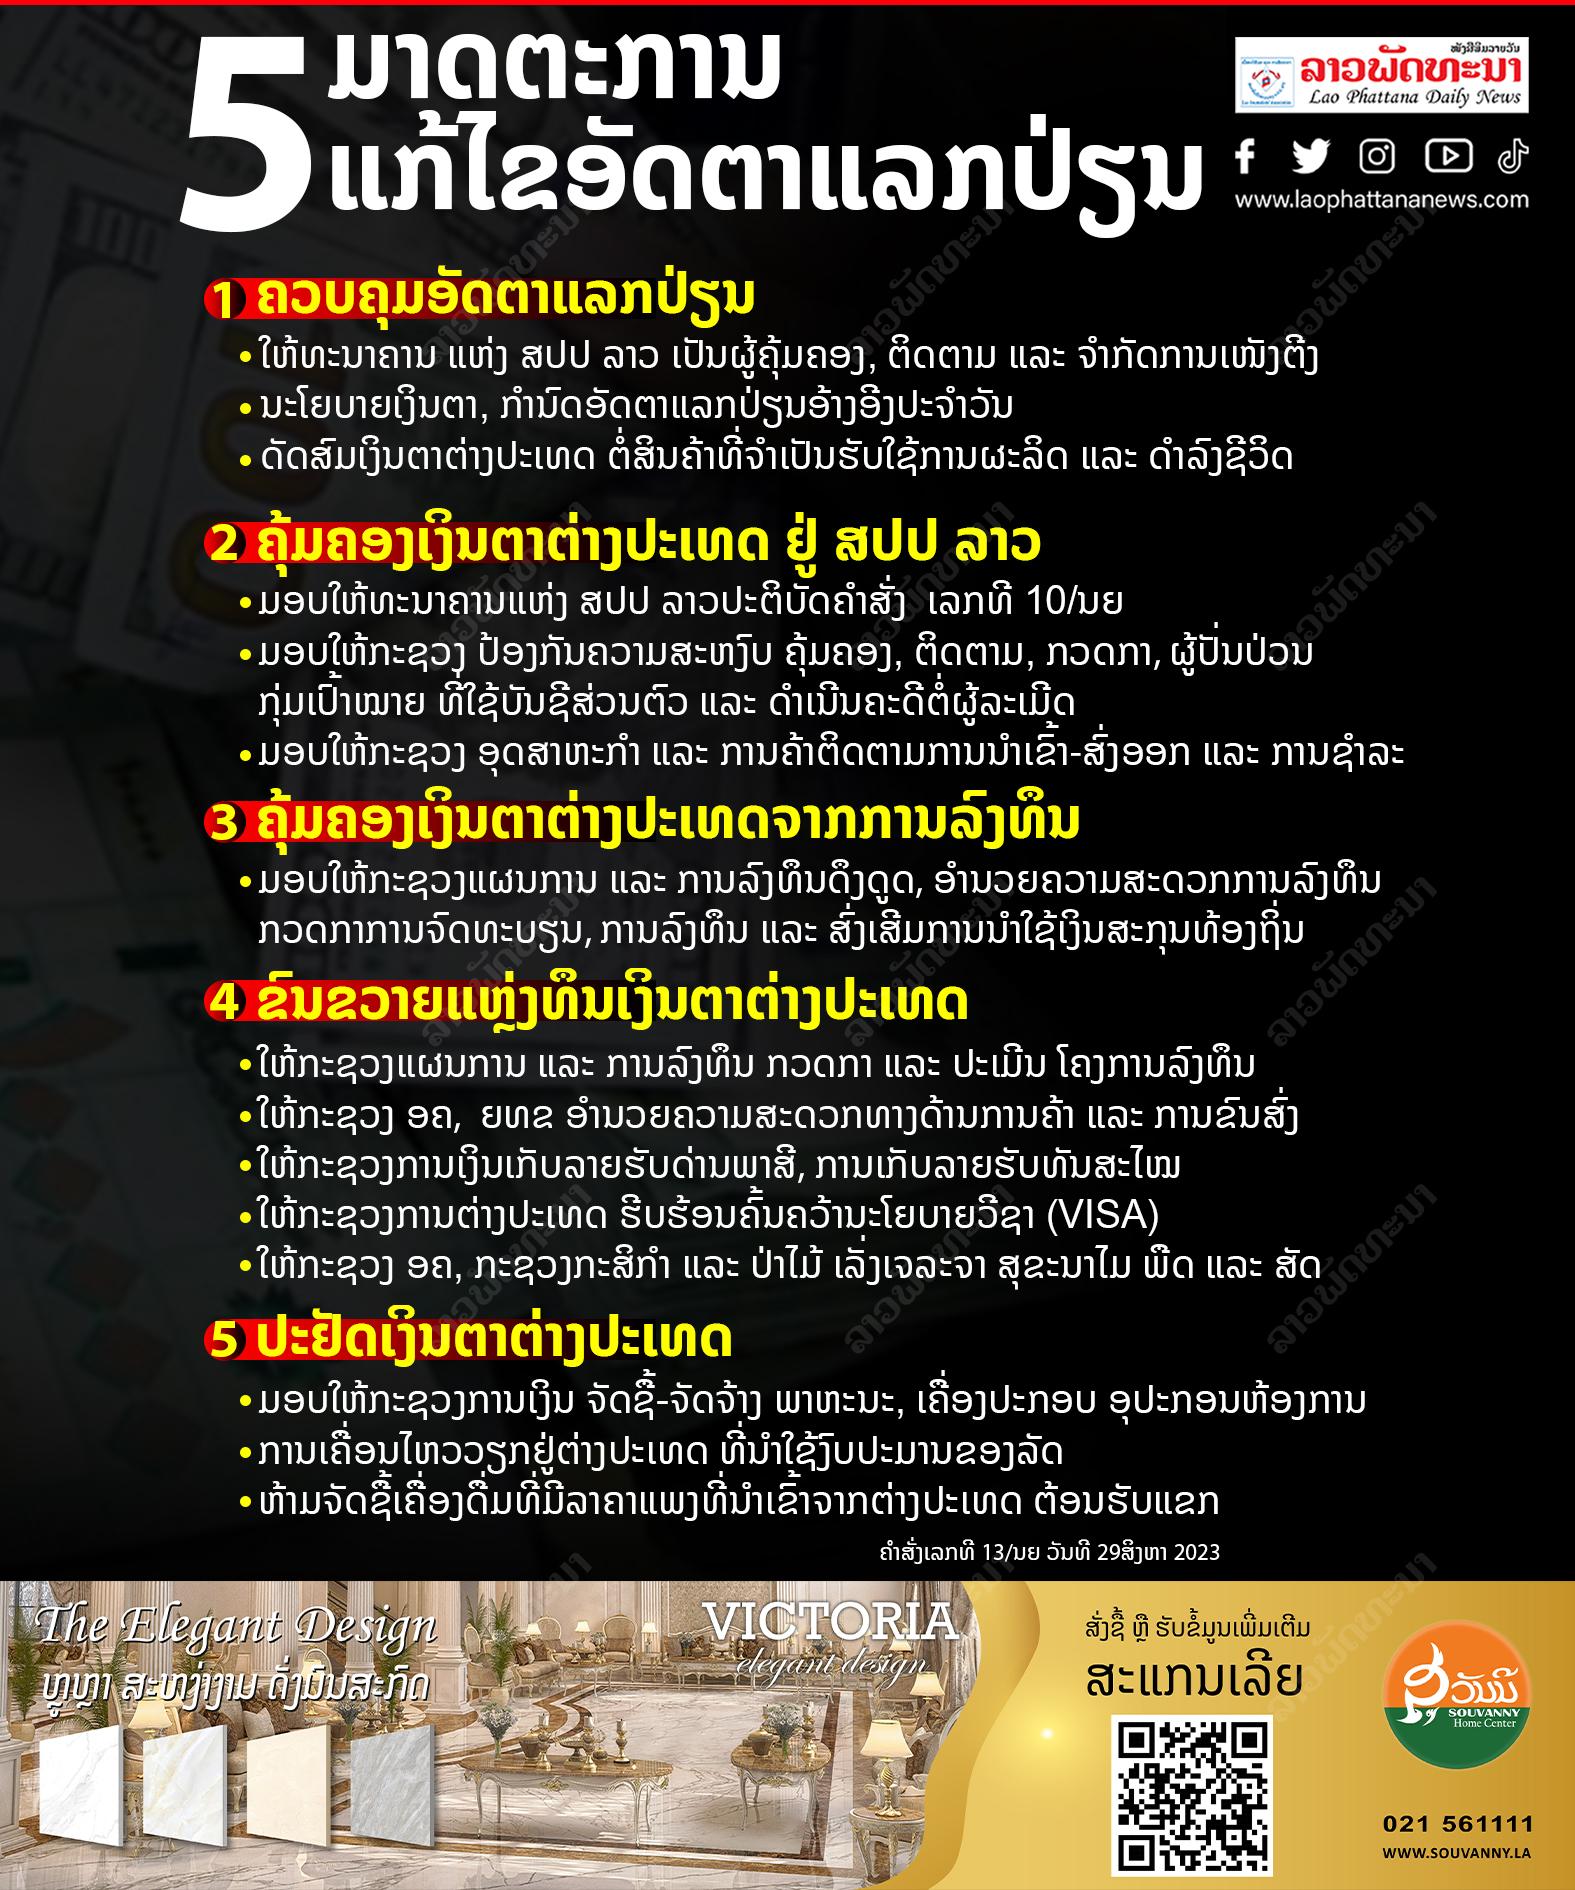 5 ມາດຕະການ
ແກ້ໄຂອັດຕາແລກປ່ຽນ
ໜັງສືພິມລາຍວັນ
ລາວພັດທະນາ
Lao Phattana Daily News
www.laophattananews.com
1 ຄວບຄຸມອັດຕາແລກປ່ຽນ
• ໃຫ້ທະນາຄານ ແຫ່ງ ສປປ ລາວ ເປັນຜູ້ຄຸ້ມຄອງ, ຕິດຕາມ ແລະ ຈໍາກັດການເໜັງຕີງ
• ນະໂຍບາຍເງິນຕາ, ກໍານົດອັດຕາແລກປ່ຽນອ້າງອີງປະຈໍາວັນ
• ດັດສົມເງິນຕາຕ່າງປະເທດ ຕໍ່ສິນຄ້າທີ່ຈໍາເປັນຮັບໃຊ້ການຜະລິດ ແລະ ດໍາລົງຊີວິດ
2 ຄຸ້ມຄອງເງິນຕາຕ່າງປະເທດ ຢູ່ ສປປ ລາວ
• ມອບໃຫ້ທະນາຄານແຫ່ງ ສປປ ລາວປະຕິບັດຄໍາສັ່ງ ເລກທີ 10/ນຍ
• ມອບໃຫ້ກະຊວງ ປ້ອງກັນຄວາມສະຫງົບ ຄຸ້ມຄອງ, ຕິດຕາມ, ກວດກາ, ຜູ້ປັ່ນປ່ວນ
ກຸ່ມເປົ້າໝາຍ ທີ່ໃຊ້ບັນຊີສ່ວນຕົວ ແລະ ດໍາເນີນຄະດີຕໍ່ຜູ້ລະເມີດ
• ມອບໃຫ້ກະຊວງ ອຸດສາຫະກໍາ ແລະ ການຄ້າຕິດຕາມການນໍາເຂົ້າ-ສົ່ງອອກ ແລະ ການຊໍາລະ
3 ຄຸ້ມຄອງເງິນຕາຕ່າງປະເທດຈາກການລົງທຶນ
• ມອບໃຫ້ກະຊວງແຜນການ ແລະ ການລົງທຶນດຶງດູດ, ອໍານວຍຄວາມສະດວກການລົງທຶນ
ກວດກາການຈົດທະບຽນ, ການລົງທຶນ ແລະ ສົ່ງເສີມການນໍາໃຊ້ເງິນສະກຸນທ້ອງຖິ່ນ
4 ຂົນຂວາຍແຫຼ່ງທຶນເງິນຕາຕ່າງປະເທດ
• ໃຫ້ກະຊວງແຜນການ ແລະ ການລົງທຶນ ກວດກາ ແລະ ປະເມີນ ໂຄງການລົງທຶນ
• ໃຫ້ກະຊວງ ອຄ, ຍທຂ ອໍານວຍຄວາມສະດວກທາງດ້ານການຄ້າ ແລະ ການຂົນສົ່ງ
• ໃຫ້ກະຊວງການເງິນເກັບລາຍຮັບດ່ານພາສີ, ການເກັບລາຍຮັບທັນສະໄໝ
• ໃຫ້ກະຊວງການຕ່າງປະເທດ ຮີບຮ້ອນຄົ້ນຄວ້ານະໂຍບາຍວີຊາ (VISA)
• ໃຫ້ກະຊວງ ອຄ, ກະຊວງກະສິກໍາ ແລະ ປ່າໄມ້ ເລັ່ງເຈລະຈາ ສຸຂະນາໄມ ພືດ ແລະ ສັດ
5 ປະຢັດເງິນຕາຕ່າງປະເທດ
• ມອບໃຫ້ກະຊວງການເງິນ ຈັດຊື້-ຈັດຈ້າງ ພາຫະນະ, ເຄື່ອງປະກອບ ອຸປະກອນຫ້ອງການ
• ການເຄື່ອນໄຫວວຽກຢູ່ຕ່າງປະເທດ ທີ່ນໍາໃຊ້ງົບປະມານຂອງລັດ
• ຫ້າມຈັດຊື້ເຄື່ອງດື່ມທີ່ມີລາຄາແພງທີ່ນໍາເຂົ້າຈາກຕ່າງປະເທດ ຕ້ອນຮັບແຂກ
ຄໍາສັ່ງເລກທີ 13/ນຍ ວັນທີ 29ສິງຫາ 2023
The Elegant Design
ຫຼູຫຼາ ສະຫງ່າງາມ ດັ່ງມົນສະກົດ
VICTORIA
elegant design
ສັ່ງຊື້ ຫຼື ຮັບຂໍ້ມູນເພີ່ມເຕີມ
ສະແກນເລີຍ
ສຸວັນນີ
SOUVANNY
Home Center
021 561111
WWW.SOUVANNY.LA